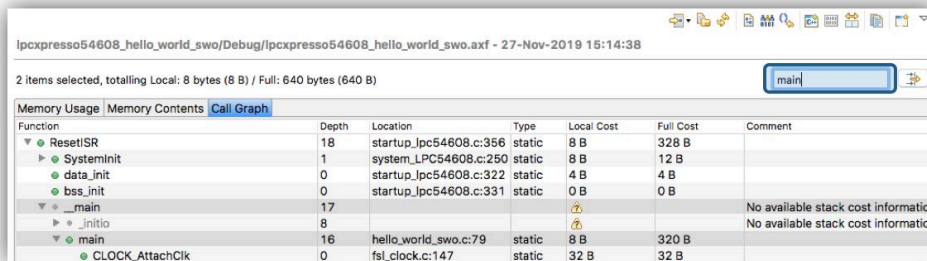 lpcxpresso54608_hello_world_swo/Debug/lpcxpresso54608_hello_world_swo.axf - 27-Nov-2019 15:14:38
2 items selected, totalling Local: 8 bytes (8 B) / Full: 640 bytes (640 B) main
Memory Usage Memory Contents Call Graph
Function Depth Location Type Local Cost Full Cost Comment
ResetISR 18 startup_lpc54608.c:356 static 8 B 328 B
SystemInit 1 system_LPC54608.c:250 static 8 B 12 B
data_init 0 startup_lpc54608.c:322 static 4 B 4 B
bss_init 0 startup_lpc54608.c:331 static 0 B 0 B
__main 17 No available stack cost informatic
_initio 8 No available stack cost informatic
main 16 hello_world_swo.c:79 static 8 B 320 B
CLOCK_AttachClk 0 fsl_clock.c:147 static 32 B 32 B